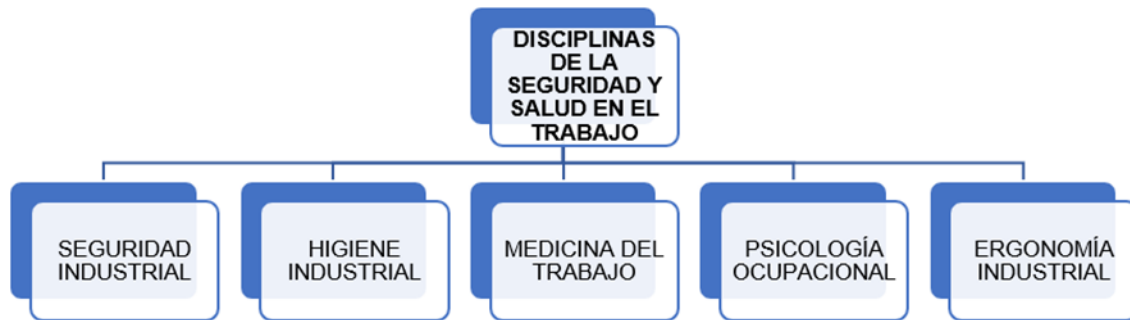 DISCIPLINAS
DE LA
SEGURIDAD Y
SALUD EN EL
TRABAJO
SEGURIDAD
INDUSTRIAL
HIGIENE
INDUSTRIAL
MEDICINA DEL
TRABAJO
PSICOLOGÍA
OCUPACIONAL
ERGONOMÍA
INDUSTRIAL